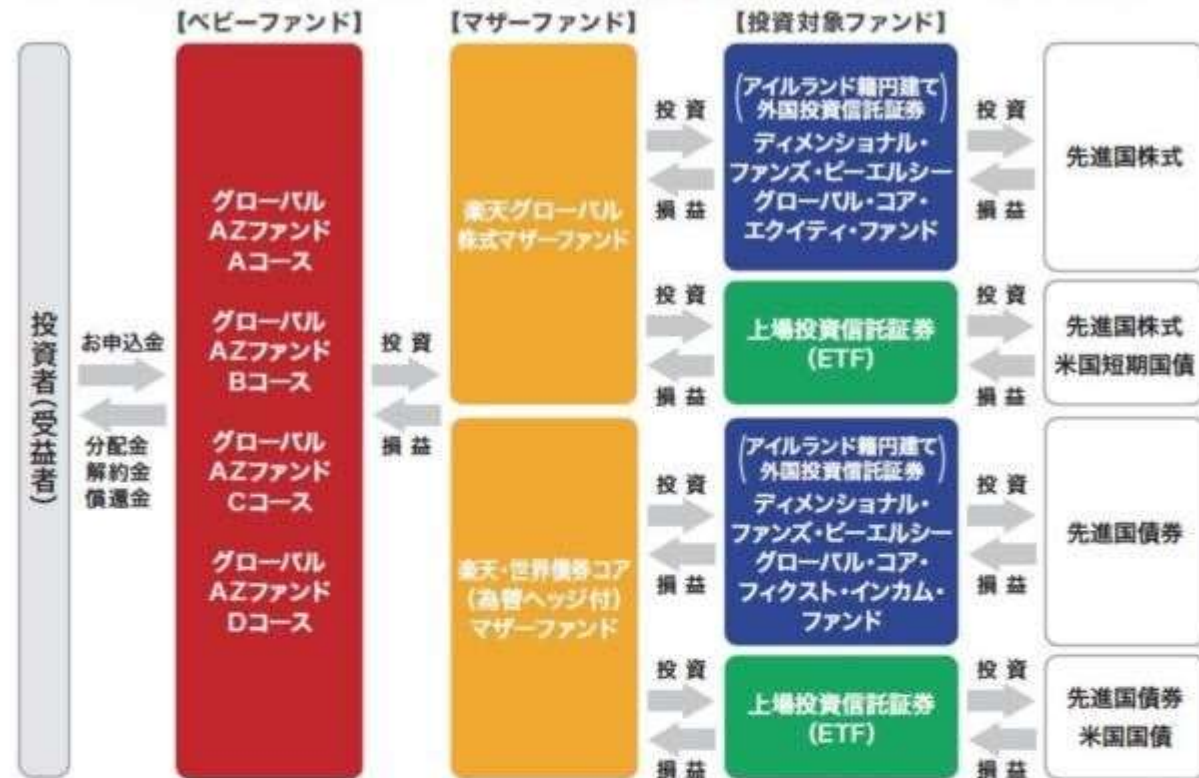 【ベビーファンド】
【マザーファンド】
【投資対象ファンド】
投資者(受益者)
お申込金
分配金
解約金
償還金
グローバル
AZファンド
Aコース
グローバル
AZファンド
Bコース
グローバル
AZファンド
Cコース
グローバル
AZファンド
Dコース
投資
損益
楽天グローバル
株式マザーファンド
投資
損益
(アイルランド籍円建て
外国投資信託証券)
ディメンショナル・
ファンズ・ピーエルシー
グローバル・コア・
エクイティ・ファンド
投資
損益
先進国株式
投資
損益
上場投資信託証券
(ETF)
投資
損益
先進国株式
米国短期国債
楽天・世界債券コア
(為替ヘッジ付)
マザーファンド
投資
損益
(アイルランド籍円建て
外国投資信託証券)
ディメンショナル・
ファンズ・ピーエルシー
グローバル・コア・
フィクスト・インカム・
ファンド
投資
損益
先進国債券
投資
損益
上場投資信託証券
(ETF)
投資
損益
先進国債券
米国国債